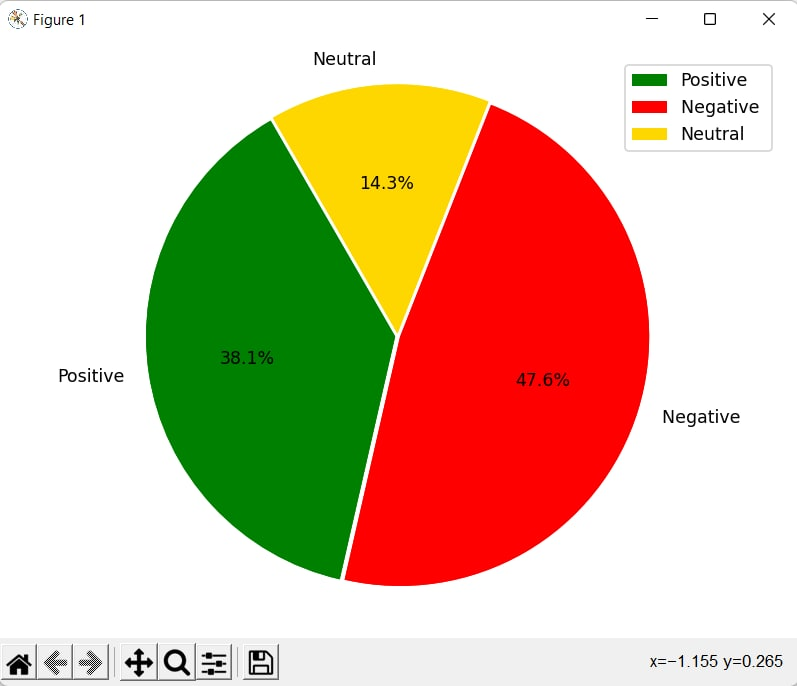 Figure 1
Neutral
Positive
Negative
Neutral
14.3%
38.1%
Positive
47.6%
Negative
x=−1.155 y=0.265